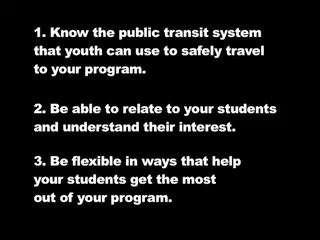 1. Know the public transit system
that youth can use to safely travel
to your program.
2. Be able to relate to your students
and understand their interest.
3. Be flexible in ways that help
your students get the most
out of your program.